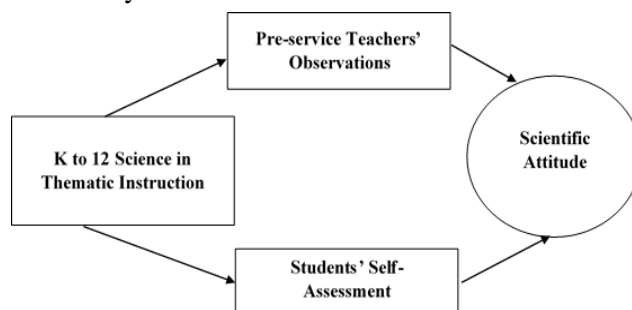 Pre-service Teachers'
Observations
K to 12 Science in
Thematic Instruction
Scientific
Attitude
Students' Self-
Assessment